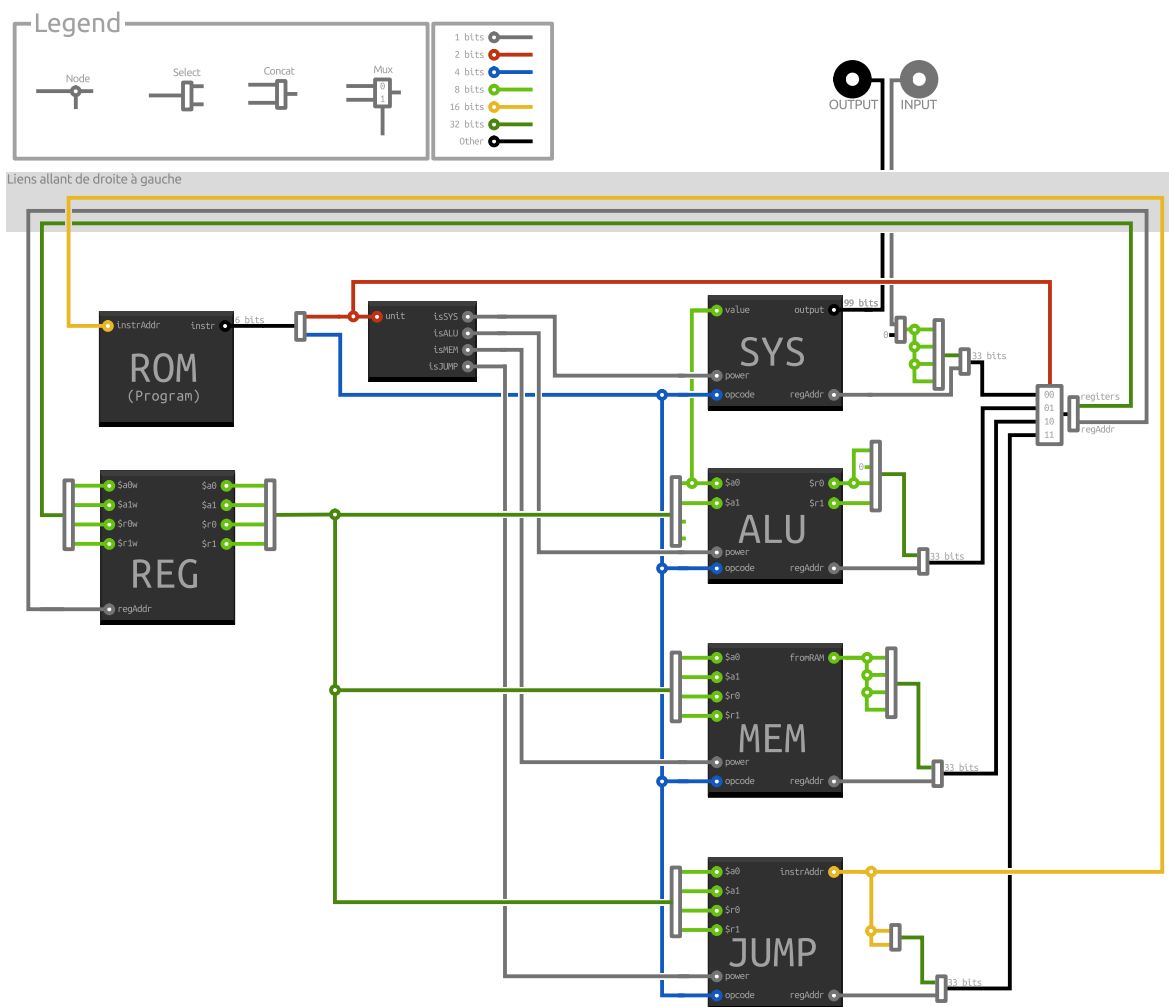 Legend
Node
Select
Concat
Mux
0
1
1 bits
2 bits
4 bits
8 bits
16 bits
32 bits
Other
OUTPUT
INPUT
Liens allant de droite à gauche
instrAddr
instr
6 bits
ROM
(Program)
unit
isSYS
isALU
isMEM
isJUMP
value
output
99 bits
SYS
power
opcode
regAddr
0
33 bits
00
01
10
11
regiters
regAddr
$a0w
$a1w
$r0w
$r1w
$a0
$a1
$r0
$r1
REG
regAddr
$a0
$a1
$r0
$r1
ALU
power
opcode
regAddr
0
33 bits
$a0
$a1
$r0
$r1
fromRAM
MEM
power
opcode
regAddr
33 bits
$a0
$a1
$r0
$r1
instrAddr
JUMP
power
opcode
regAddr
33 bits